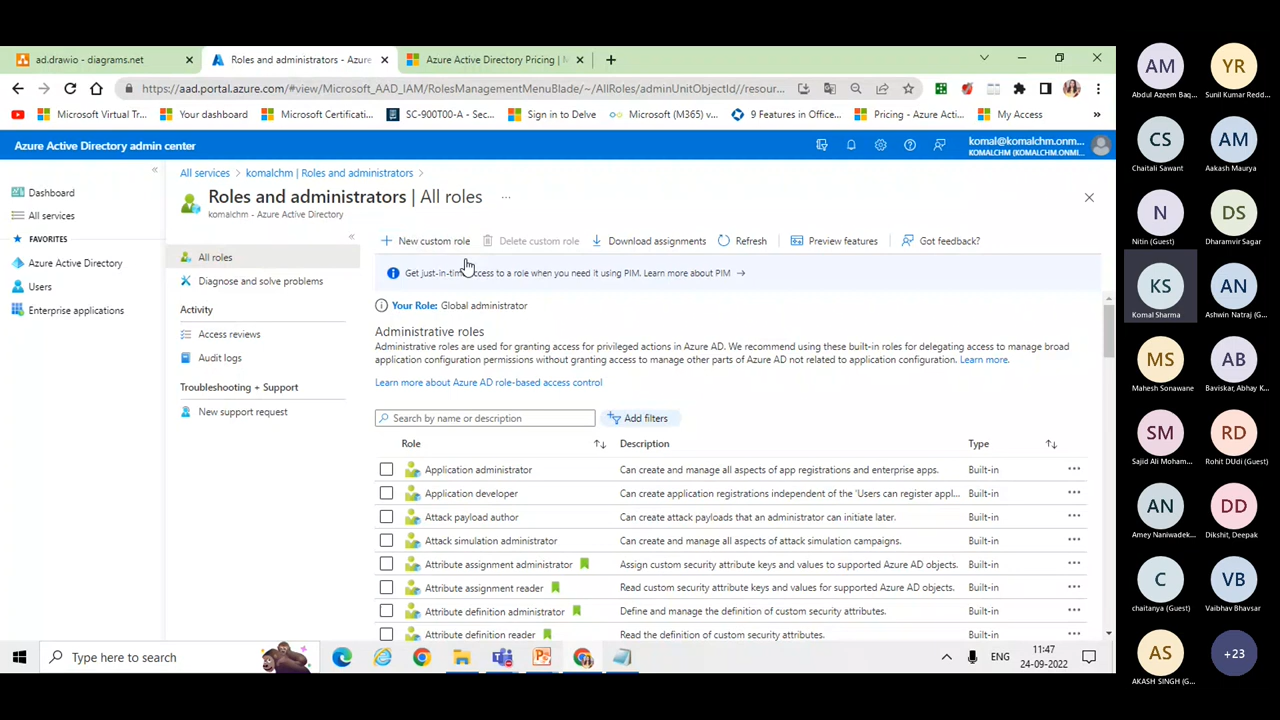 ad.drawio - diagrams.net
Roles and administrators - Azure
Azure Active Directory Pricing | M
https://aad.portal.azure.com/#view/Microsoft_AAD_IAM/RolesManagementMenuBlade/~/AllRoles/adminUnitObjectId//resour...
Microsoft Virtual Tr...
Your dashboard
Microsoft Certificati...
SC-900T00-A - Sec...
Sign in to Delve
Microsoft (M365) v...
9 Features in Office...
Pricing - Azure Acti...
My Access
»
Azure Active Directory admin center
komal@komalchm.onm...
KOMALCHM (KOMALCHM.ONMI...
Dashboard
All services
FAVORITES
Azure Active Directory
Users
Enterprise applications
All services > komalchm | Roles and administrators >
Roles and administrators | All roles ...
komalchm - Azure Active Directory
All roles
Diagnose and solve problems
Activity
Access reviews
Audit logs
Troubleshooting + Support
New support request
New custom role
Delete custom role
Download assignments
Refresh
Preview features
Got feedback?
Get just-in-time access to a role when you need it using PIM. Learn more about PIM →
Your Role: Global administrator
Administrative roles
Administrative roles are used for granting access for privileged actions in Azure AD. We recommend using these built-in roles for delegating access to manage broad
application configuration permissions without granting access to manage other parts of Azure AD not related to application configuration. Learn more.
Learn more about Azure AD role-based access control
Search by name or description
Add filters
Role Description Type
Application administrator Can create and manage all aspects of app registrations and enterprise apps. Built-in ...
Application developer Can create application registrations independent of the 'Users can register appl... Built-in ...
Attack payload author Can create attack payloads that an administrator can initiate later. Built-in ...
Attack simulation administrator Can create and manage all aspects of attack simulation campaigns. Built-in ...
Attribute assignment administrator Assign custom security attribute keys and values to supported Azure AD objects. Built-in ...
Attribute assignment reader Read custom security attribute keys and values for supported Azure AD objects. Built-in ...
Attribute definition administrator Define and manage the definition of custom security attributes. Built-in ...
Attribute definition reader Read the definition of custom security attributes. Built-in ...
Type here to search
ENG
11:47
24-09-2022
AM
Abdul Azeem Baq...
YR
Sunil Kumar Redd...
CS
Chaitali Sawant
AM
Aakash Maurya
N
Nitin (Guest)
DS
Dharamvir Sagar
KS
Komal Sharma
AN
Ashwin Natraj (G...
MS
Mahesh Sonawane
AB
Baviskar, Abhay K...
SM
Sajid Ali Moham...
RD
Rohit DUdi (Guest)
AN
Amey Naniwadek...
DD
Dikshit, Deepak
C
chaitanya (Guest)
VB
Vaibhav Bhavsar
AS
AKASH SINGH (G...
+23